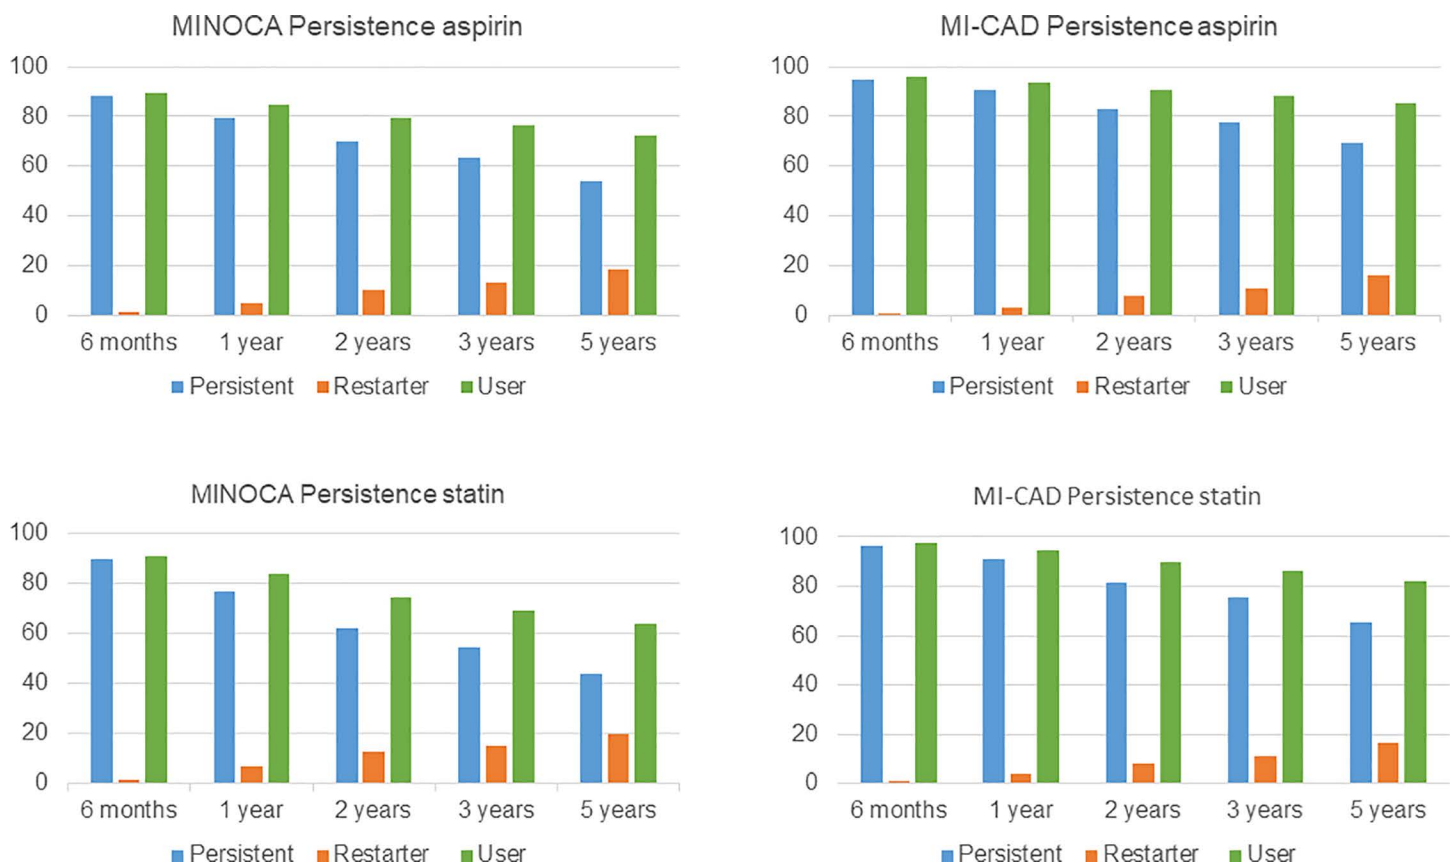 MINOCA Persistence aspirin
100
80
60
40
20
0
6 months 1 year 2 years 3 years 5 years
Persistent Restarter User
MI-CAD Persistence aspirin
100
80
60
40
20
0
6 months 1 year 2 years 3 years 5 years
Persistent Restarter User
MINOCA Persistence statin
100
80
60
40
20
0
6 months 1 year 2 years 3 years 5 years
Persistent Restarter User
MI-CAD Persistence statin
100
80
60
40
20
0
6 months 1 year 2 years 3 years 5 years
Persistent Restarter User